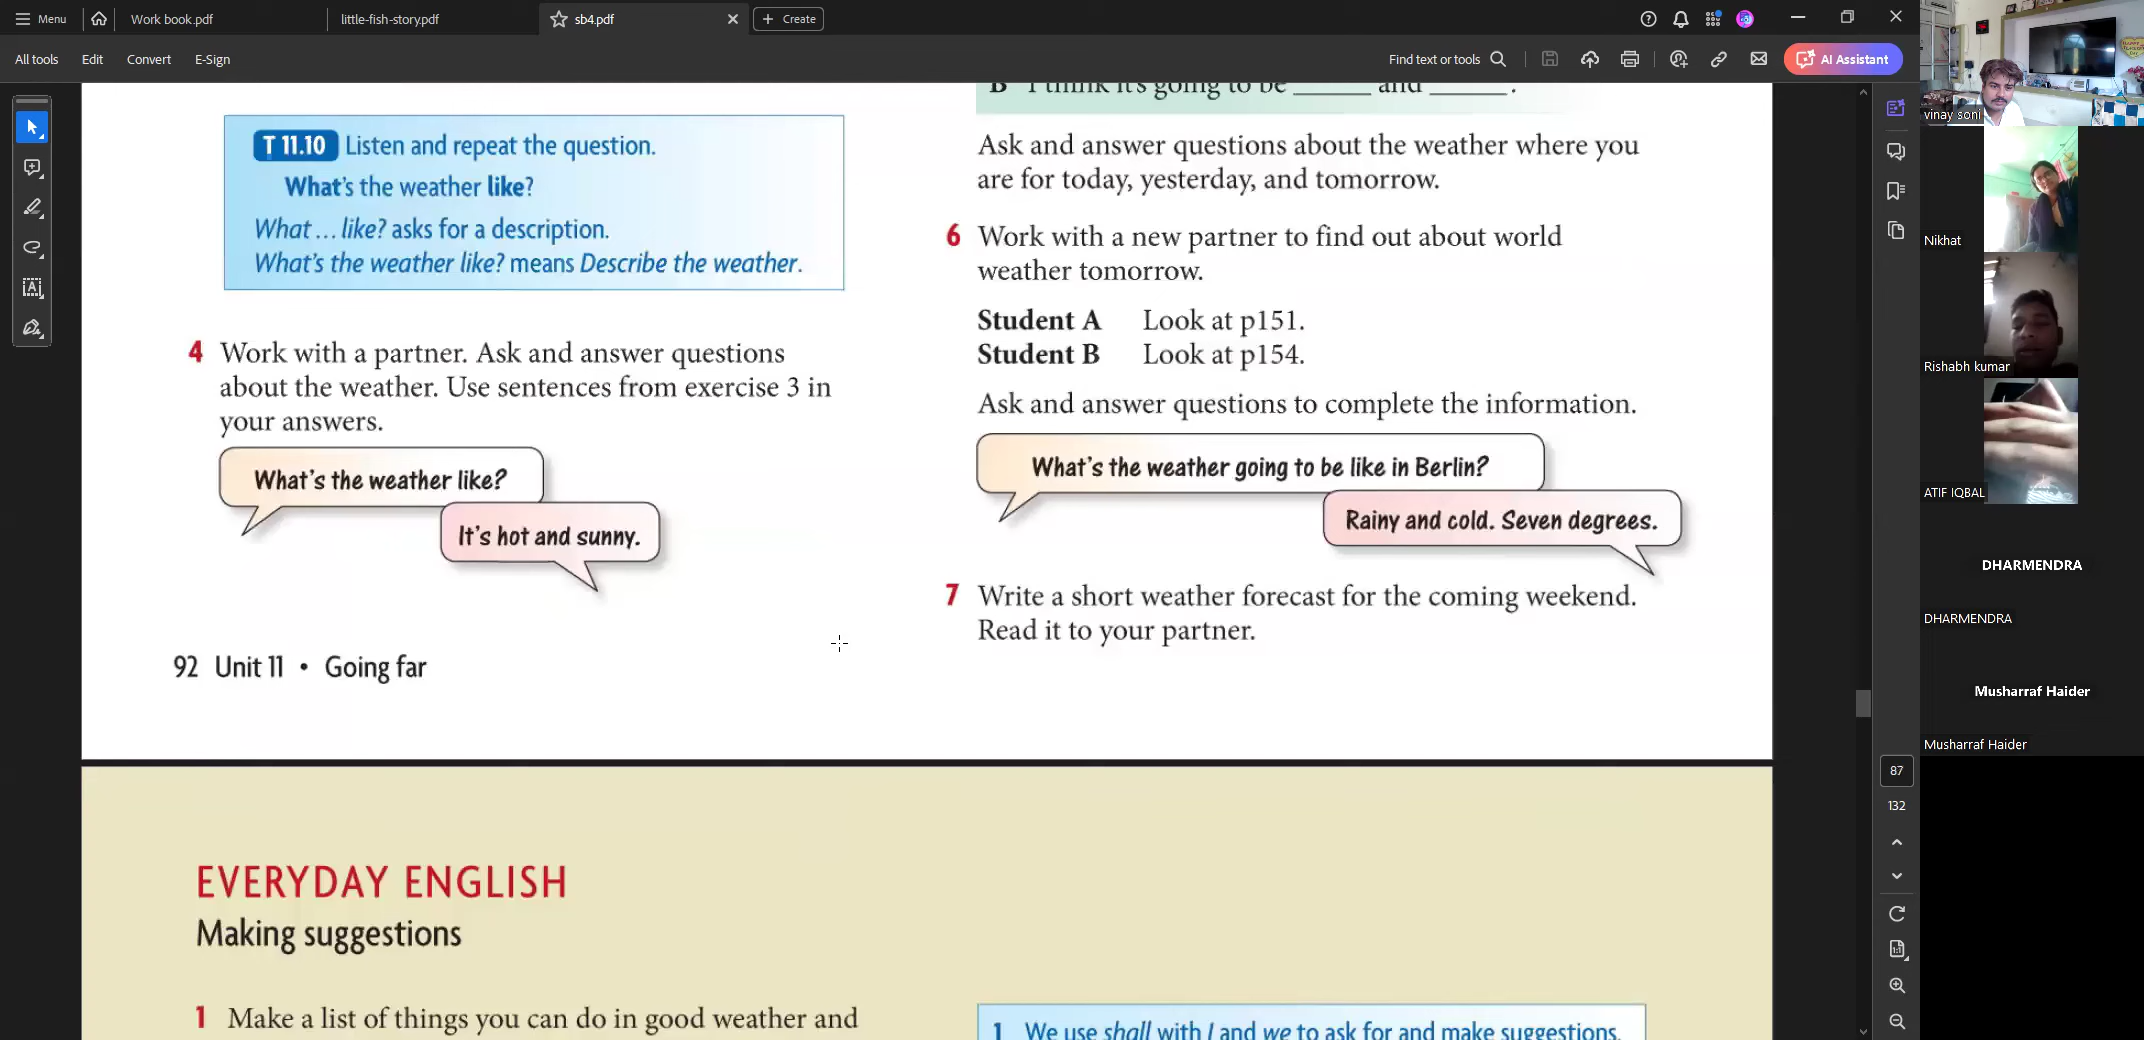 Menu
Work book.pdf
little-fish-story.pdf
sb4.pdf
Create
All tools
Edit
Convert
E-Sign
Find text or tools
AI Assistant
T 11.10 Listen and repeat the question.
What's the weather like?
What ... like? asks for a description.
What's the weather like? means Describe the weather.
4 Work with a partner. Ask and answer questions
about the weather. Use sentences from exercise 3 in
your answers.
What's the weather like?
It's hot and sunny.
92 Unit 11 • Going far
B I think it's going to be ______ and ______ .
Ask and answer questions about the weather where you
are for today, yesterday, and tomorrow.
6 Work with a new partner to find out about world
weather tomorrow.
Student A Look at p151.
Student B Look at p154.
Ask and answer questions to complete the information.
What's the weather going to be like in Berlin?
Rainy and cold. Seven degrees.
7 Write a short weather forecast for the coming weekend.
Read it to your partner.
EVERYDAY ENGLISH
Making suggestions
1 Make a list of things you can do in good weather and
1 We use shall with I and we to ask for and make suggestions.
87
132
vinay soni
Nikhat
Rishabh kumar
ATIF IQBAL
DHARMENDRA
DHARMENDRA
Musharraf Haider
Musharraf Haider